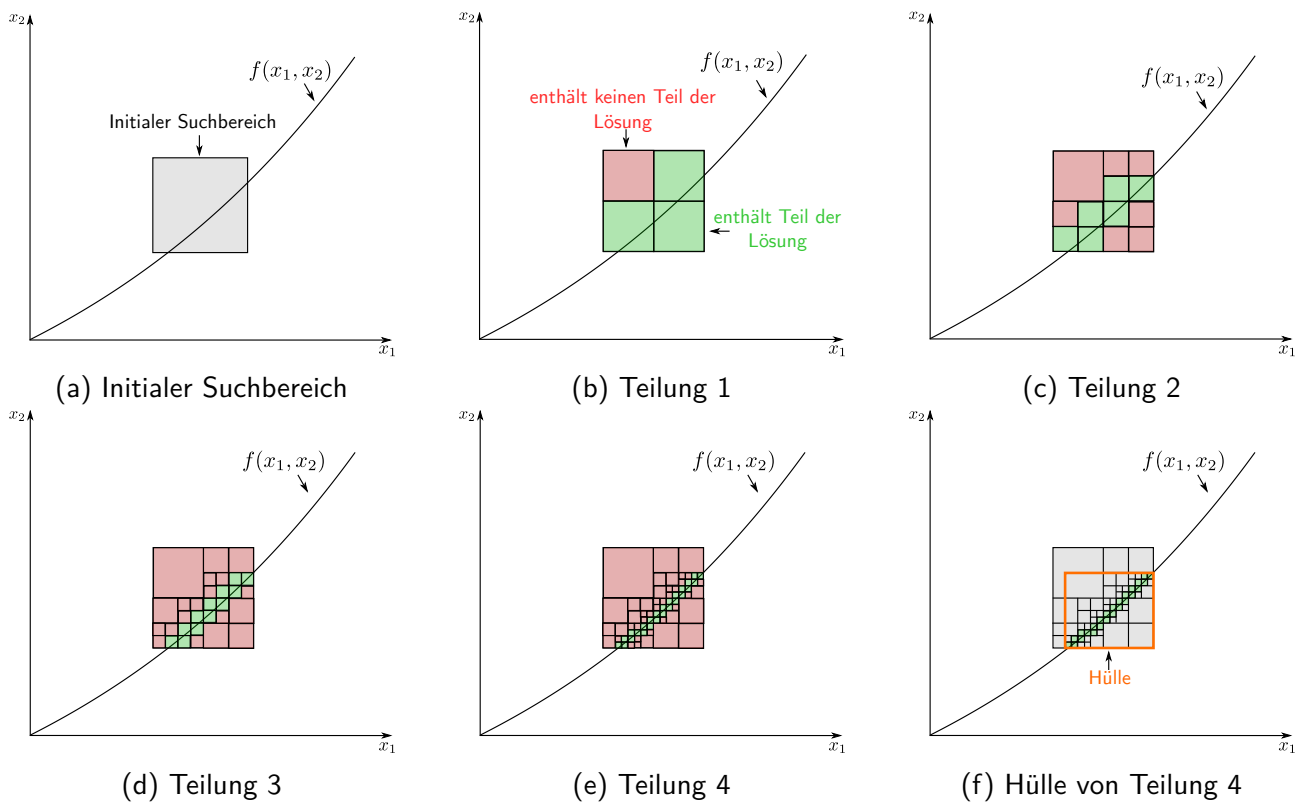 x₂
f(x₁, x₂)
Initialer Suchbereich
x₁
(a) Initialer Suchbereich
x₂
f(x₁, x₂)
enthält keinen Teil der
Lösung
enthält Teil der
Lösung
x₁
(b) Teilung 1
x₂
f(x₁, x₂)
x₁
(c) Teilung 2
x₂
f(x₁, x₂)
x₁
(d) Teilung 3
x₂
f(x₁, x₂)
x₁
(e) Teilung 4
x₂
f(x₁, x₂)
Hülle
x₁
(f) Hülle von Teilung 4